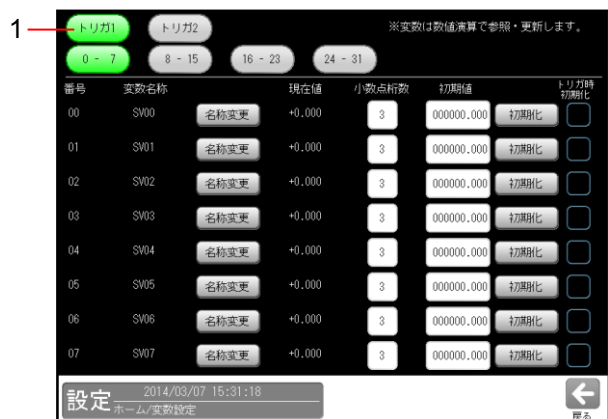 1
トリガ1 トリガ2 ※変数は数値演算で参照・更新します。
0 - 7 8 - 15 16 - 23 24 - 31
番号 変数名称 現在値 小数点桁数 初期値 トリガ時
初期化
00 SV00 名称変更 +0.000 3 000000.000 初期化
01 SV01 名称変更 +0.000 3 000000.000 初期化
02 SV02 名称変更 +0.000 3 000000.000 初期化
03 SV03 名称変更 +0.000 3 000000.000 初期化
04 SV04 名称変更 +0.000 3 000000.000 初期化
05 SV05 名称変更 +0.000 3 000000.000 初期化
06 SV06 名称変更 +0.000 3 000000.000 初期化
07 SV07 名称変更 +0.000 3 000000.000 初期化
設定 2014/03/07 15:31:18
ホーム/変数設定
戻る